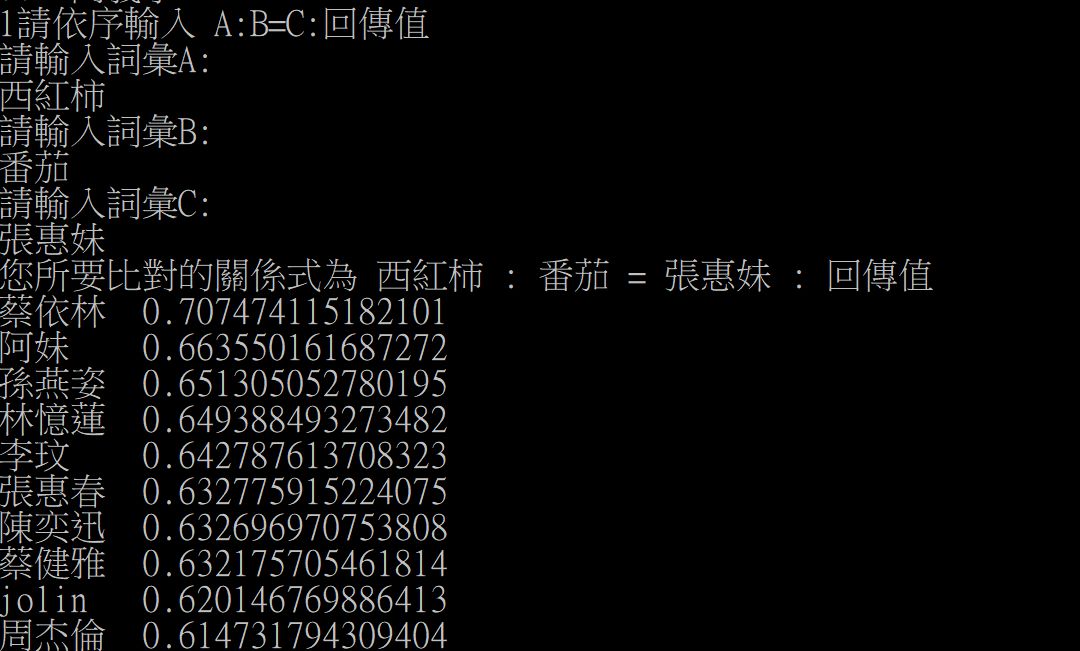 1請依序輸入 A:B=C:回傳值
請輸入詞彙A:
西紅柿
請輸入詞彙B:
番茄
請輸入詞彙C:
張惠妹
您所要比對的關係式為 西紅柿 : 番茄 = 張惠妹 : 回傳值
蔡依林 0.707474115182101
阿妹 0.663550161687272
孫燕姿 0.651305052780195
林憶蓮 0.649388493273482
李玟 0.642787613708323
張惠春 0.632775915224075
陳奕迅 0.632696970753808
蔡健雅 0.632175705461814
jolin 0.620146769886413
周杰倫 0.614731794309404